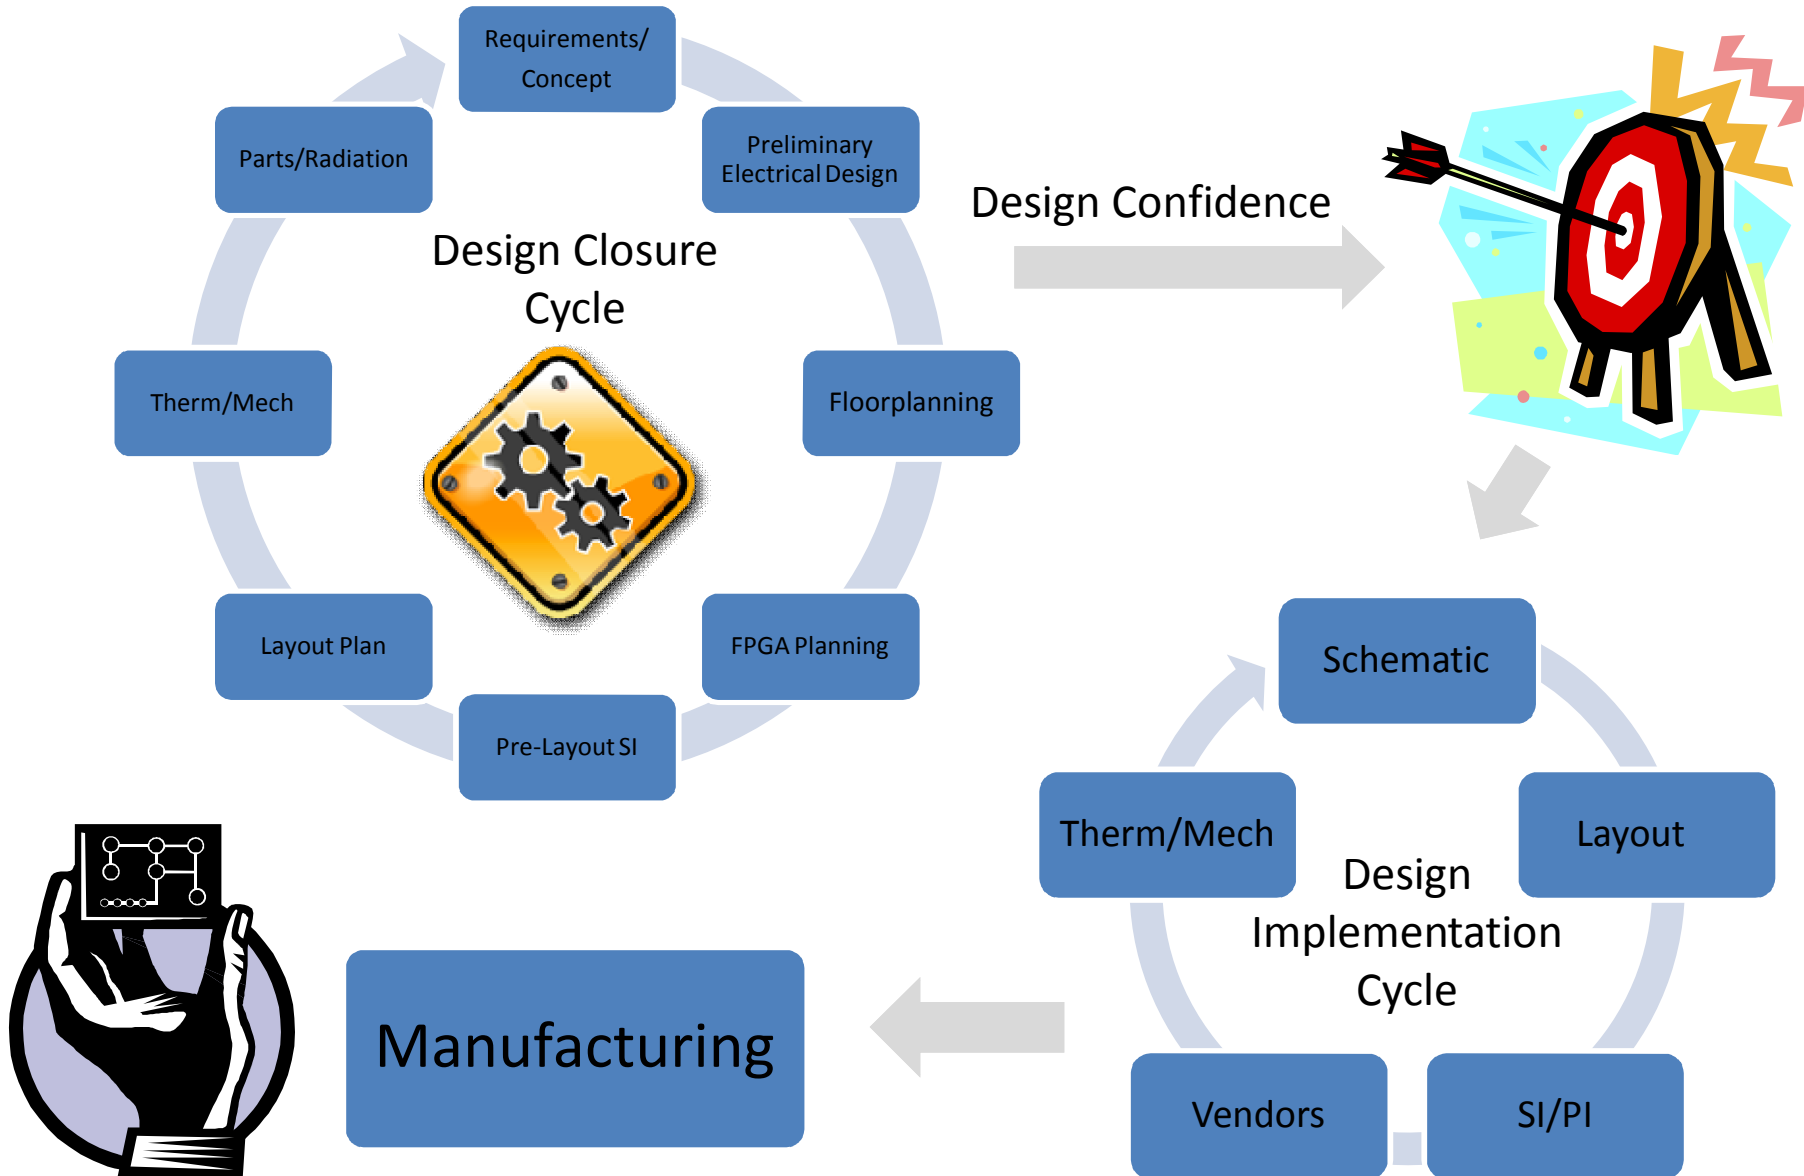 Requirements/
Concept
Preliminary
Electrical Design
Floorplanning
FPGA Planning
Pre-Layout SI
Layout Plan
Therm/Mech
Parts/Radiation
Design Closure
Cycle
Design Confidence
Schematic
Layout
SI/PI
Vendors
Therm/Mech
Design
Implementation
Cycle
Manufacturing